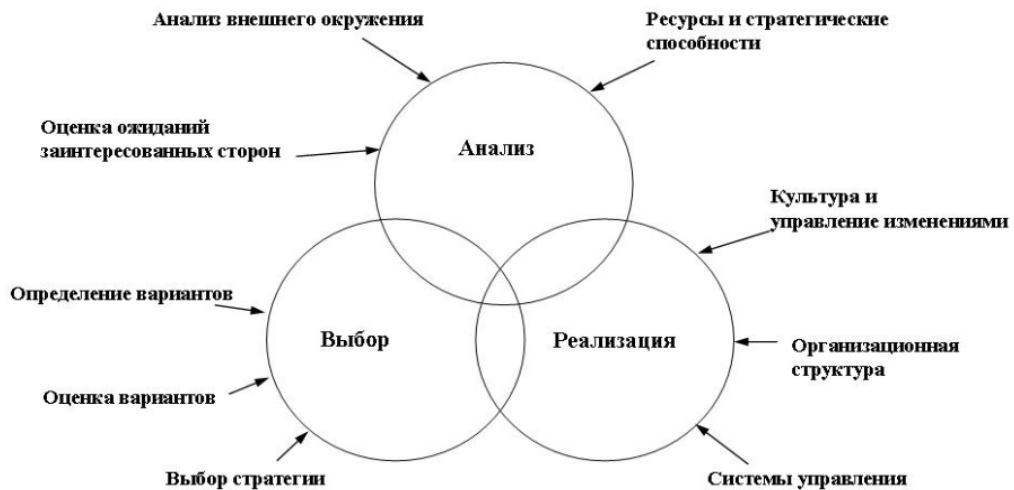 Анализ внешнего окружения
Ресурсы и стратегические
способности
Оценка ожиданий
заинтересованных сторон
Анализ
Культура и
управление изменениями
Определение вариантов
Выбор
Реализация
Организационная
структура
Оценка вариантов
Выбор стратегии
Системы управления